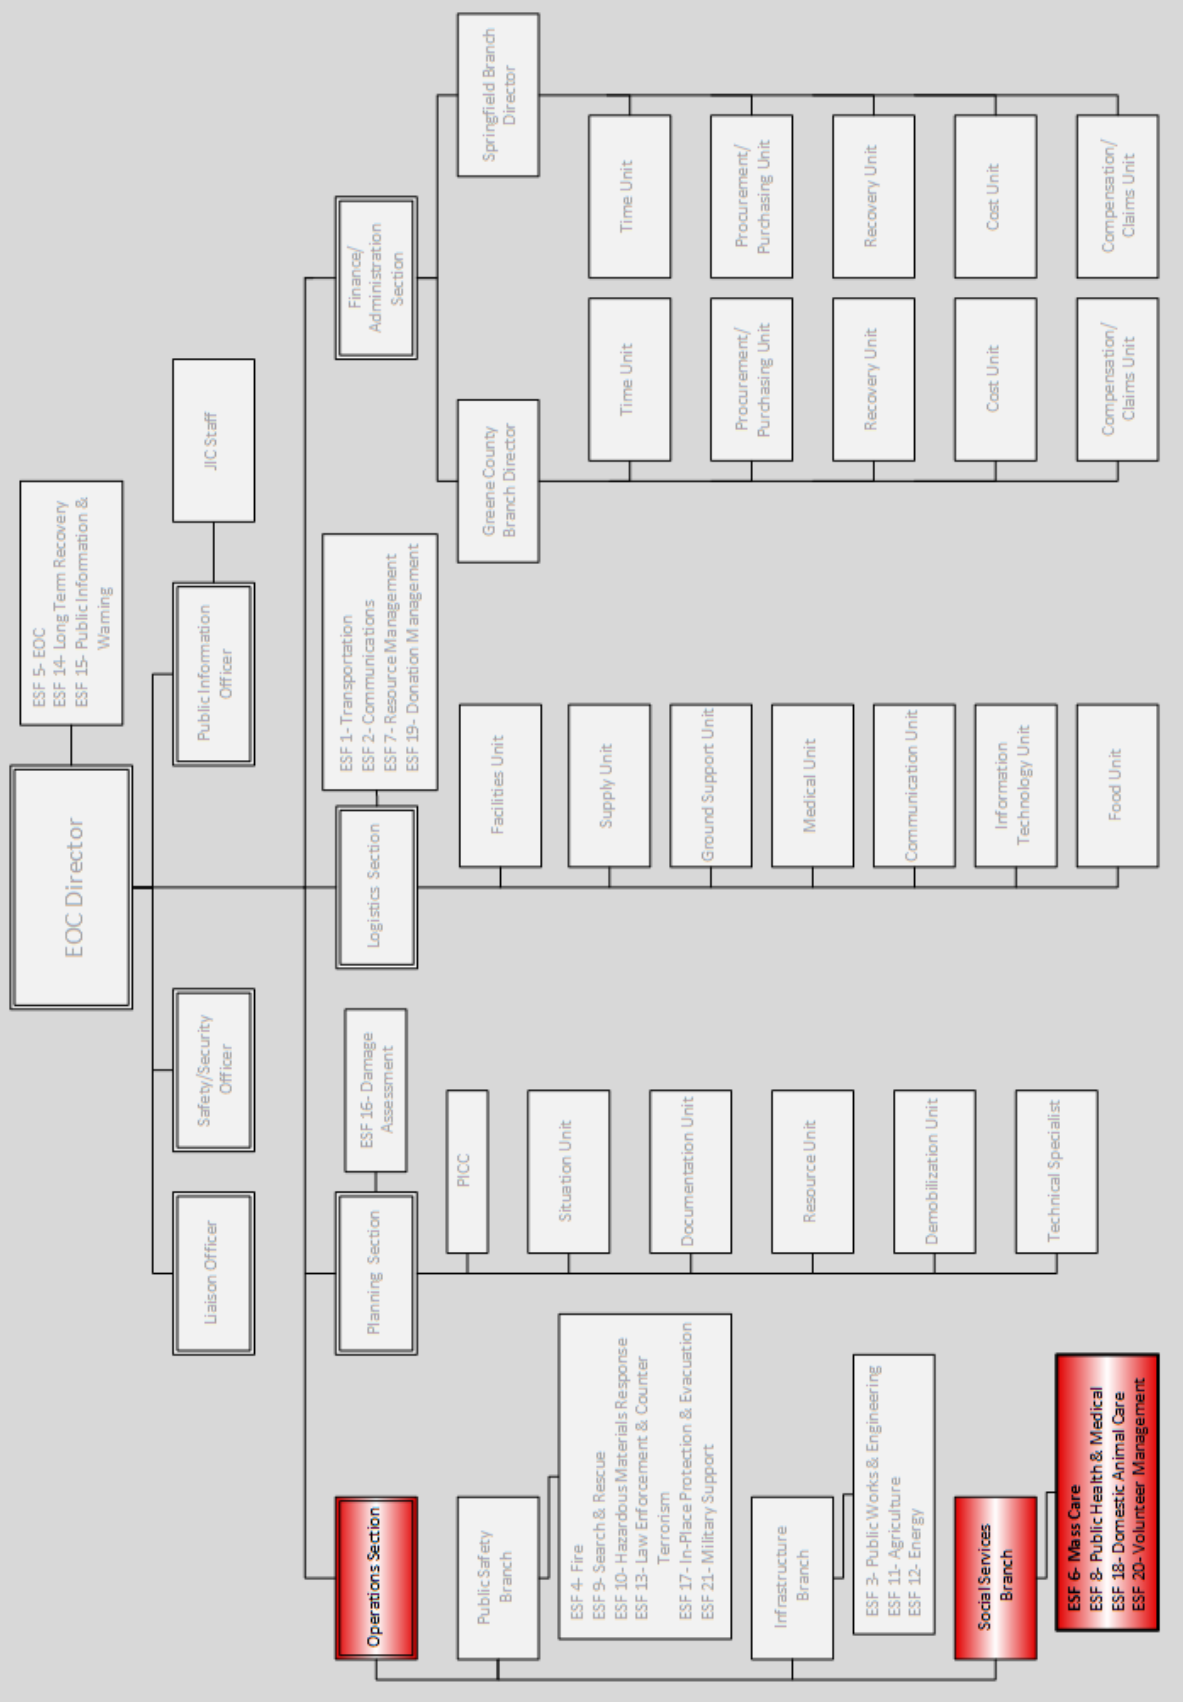 EOC Director
ESF 5- EOC
ESF 14- Long Term Recovery
ESF 15- Public Information &
Warning
Liaison Officer
Safety/Security
Officer
Public Information
Officer
JIC Staff
Operations Section
Planning Section
ESF 16- Damage
Assessment
Logistics Section
ESF 1- Transportation
ESF 2- Communications
ESF 7- Resource Management
ESF 19- Donation Management
Finance/
Administration
Section
Public Safety
Branch
ESF 4- Fire
ESF 9- Search & Rescue
ESF 10- Hazardous Materials Response
ESF 13- Law Enforcement & Counter
Terrorism
ESF 17- In-Place Protection & Evacuation
ESF 21- Military Support
Infrastructure
Branch
ESF 3- Public Works & Engineering
ESF 11- Agriculture
ESF 12- Energy
Social Services
Branch
ESF 6- Mass Care
ESF 8- Public Health & Medical
ESF 18- Domestic Animal Care
ESF 20- Volunteer Management
PICC
Situation Unit
Documentation Unit
Resource Unit
Demobilization Unit
Technical Specialist
Facilities Unit
Supply Unit
Ground Support Unit
Medical Unit
Communication Unit
Information
Technology Unit
Food Unit
Greene County
Branch Director
Time Unit
Procurement/
Purchasing Unit
Recovery Unit
Cost Unit
Compensation/
Claims Unit
Springfield Branch
Director
Time Unit
Procurement/
Purchasing Unit
Recovery Unit
Cost Unit
Compensation/
Claims Unit